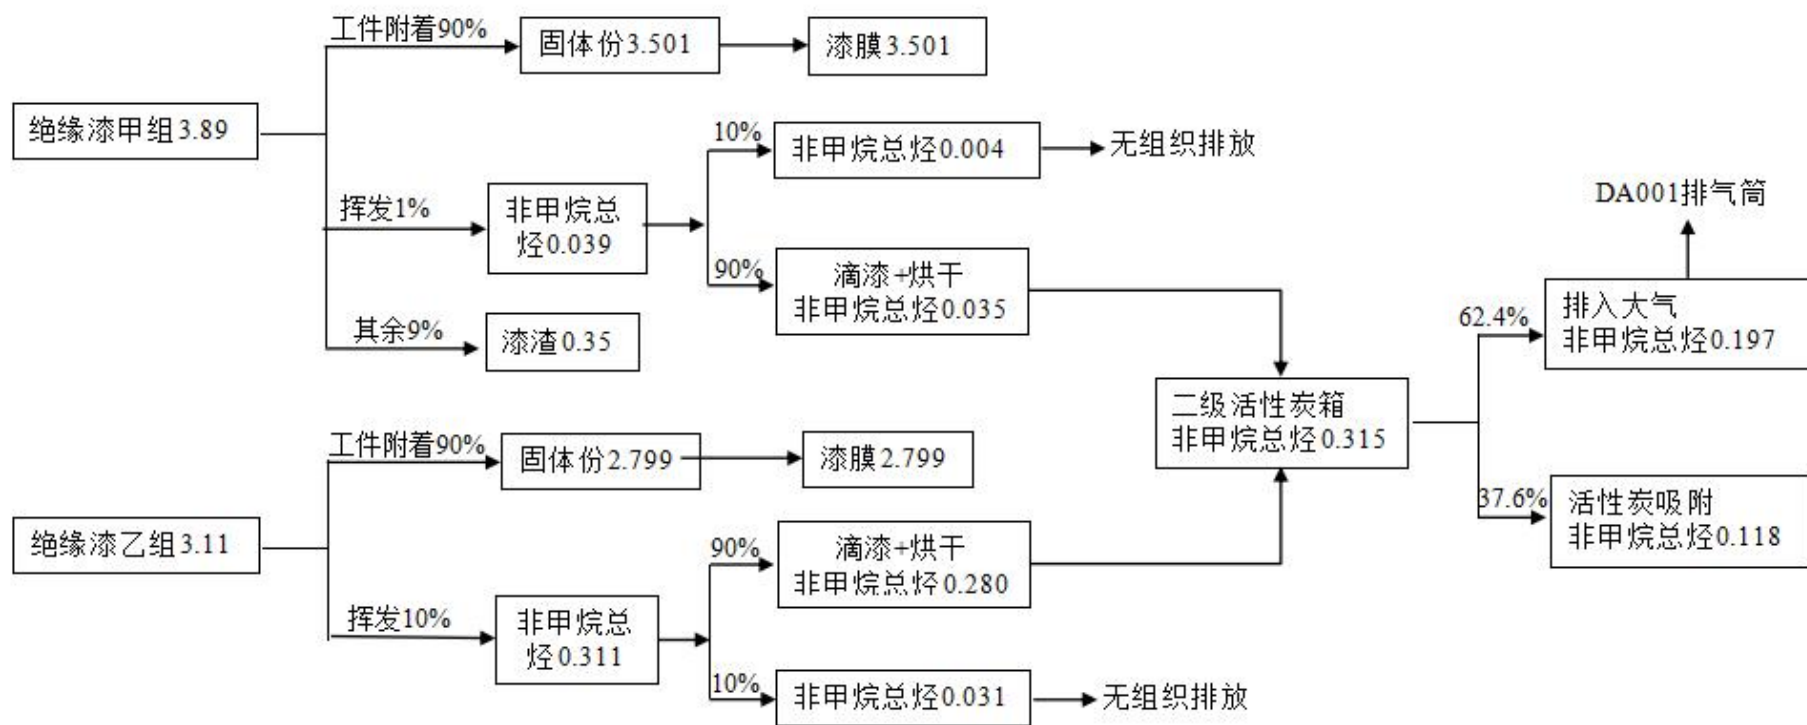 工件附着90%
固体份3.501
漆膜3.501
绝缘漆甲组3.89
10%
非甲烷总烃0.004
无组织排放
挥发1%
非甲烷总
烃0.039
90%
滴漆+烘干
非甲烷总烃0.035
其余9%
漆渣0.35
DA001排气筒
62.4%
排入大气
非甲烷总烃0.197
二级活性炭箱
非甲烷总烃0.315
37.6%
活性炭吸附
非甲烷总烃0.118
工件附着90%
固体份2.799
漆膜2.799
绝缘漆乙组3.11
90%
滴漆+烘干
非甲烷总烃0.280
挥发10%
非甲烷总
烃0.311
10%
非甲烷总烃0.031
无组织排放